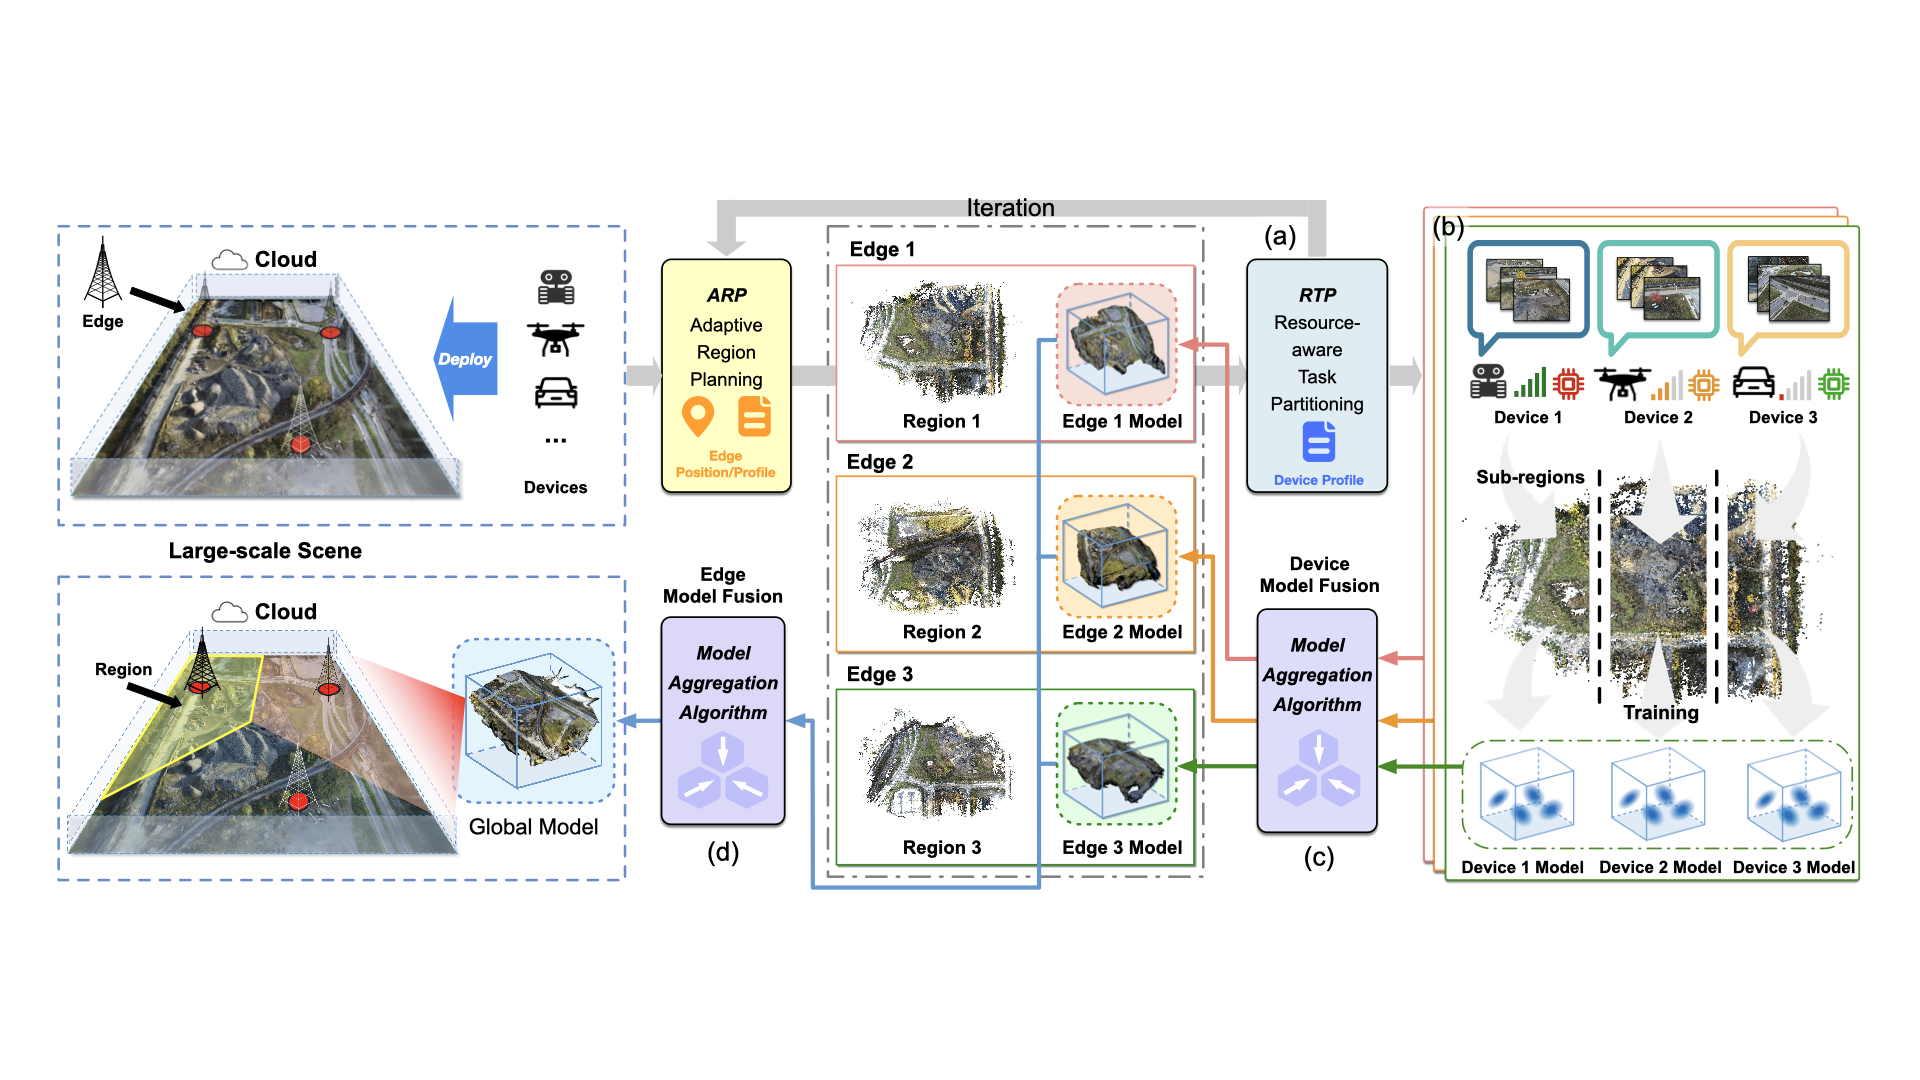 Cloud
Edge
Deploy
...
Devices
Large-scale Scene
Iteration
ARP
Adaptive
Region
Planning
Edge
Position/Profile
Edge 1
Region 1
Edge 1 Model
Edge 2
Region 2
Edge 2 Model
Edge 3
Region 3
Edge 3 Model
(a)
RTP
Resource-
aware
Task
Partitioning
Device Profile
(b)
Device 1
Device 2
Device 3
Sub-regions
Training
Device 1 Model
Device 2 Model
Device 3 Model
Device
Model Fusion
Model
Aggregation
Algorithm
(c)
Edge
Model Fusion
Model
Aggregation
Algorithm
(d)
Cloud
Region
Global Model